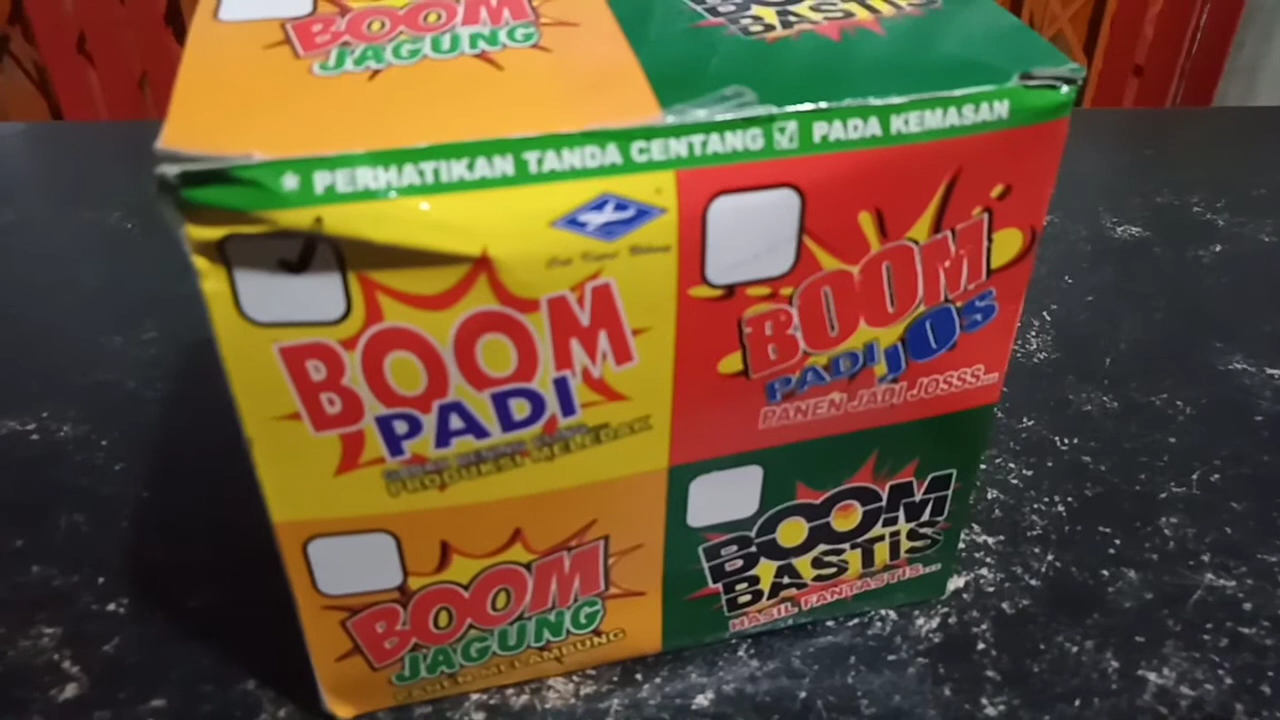 BOOM
JAGUNG
BASTIS
* PERHATIKAN TANDA CENTANG ☑ PADA KEMASAN
BOOM
PADI
PRODUKSI MELEDAK
BOOM
PADI JOS
PANEN JADI JOSSS...
BOOM
JAGUNG
PANEN MELAMBUNG
BOOM
BASTIS
HASIL FANTASTIS...